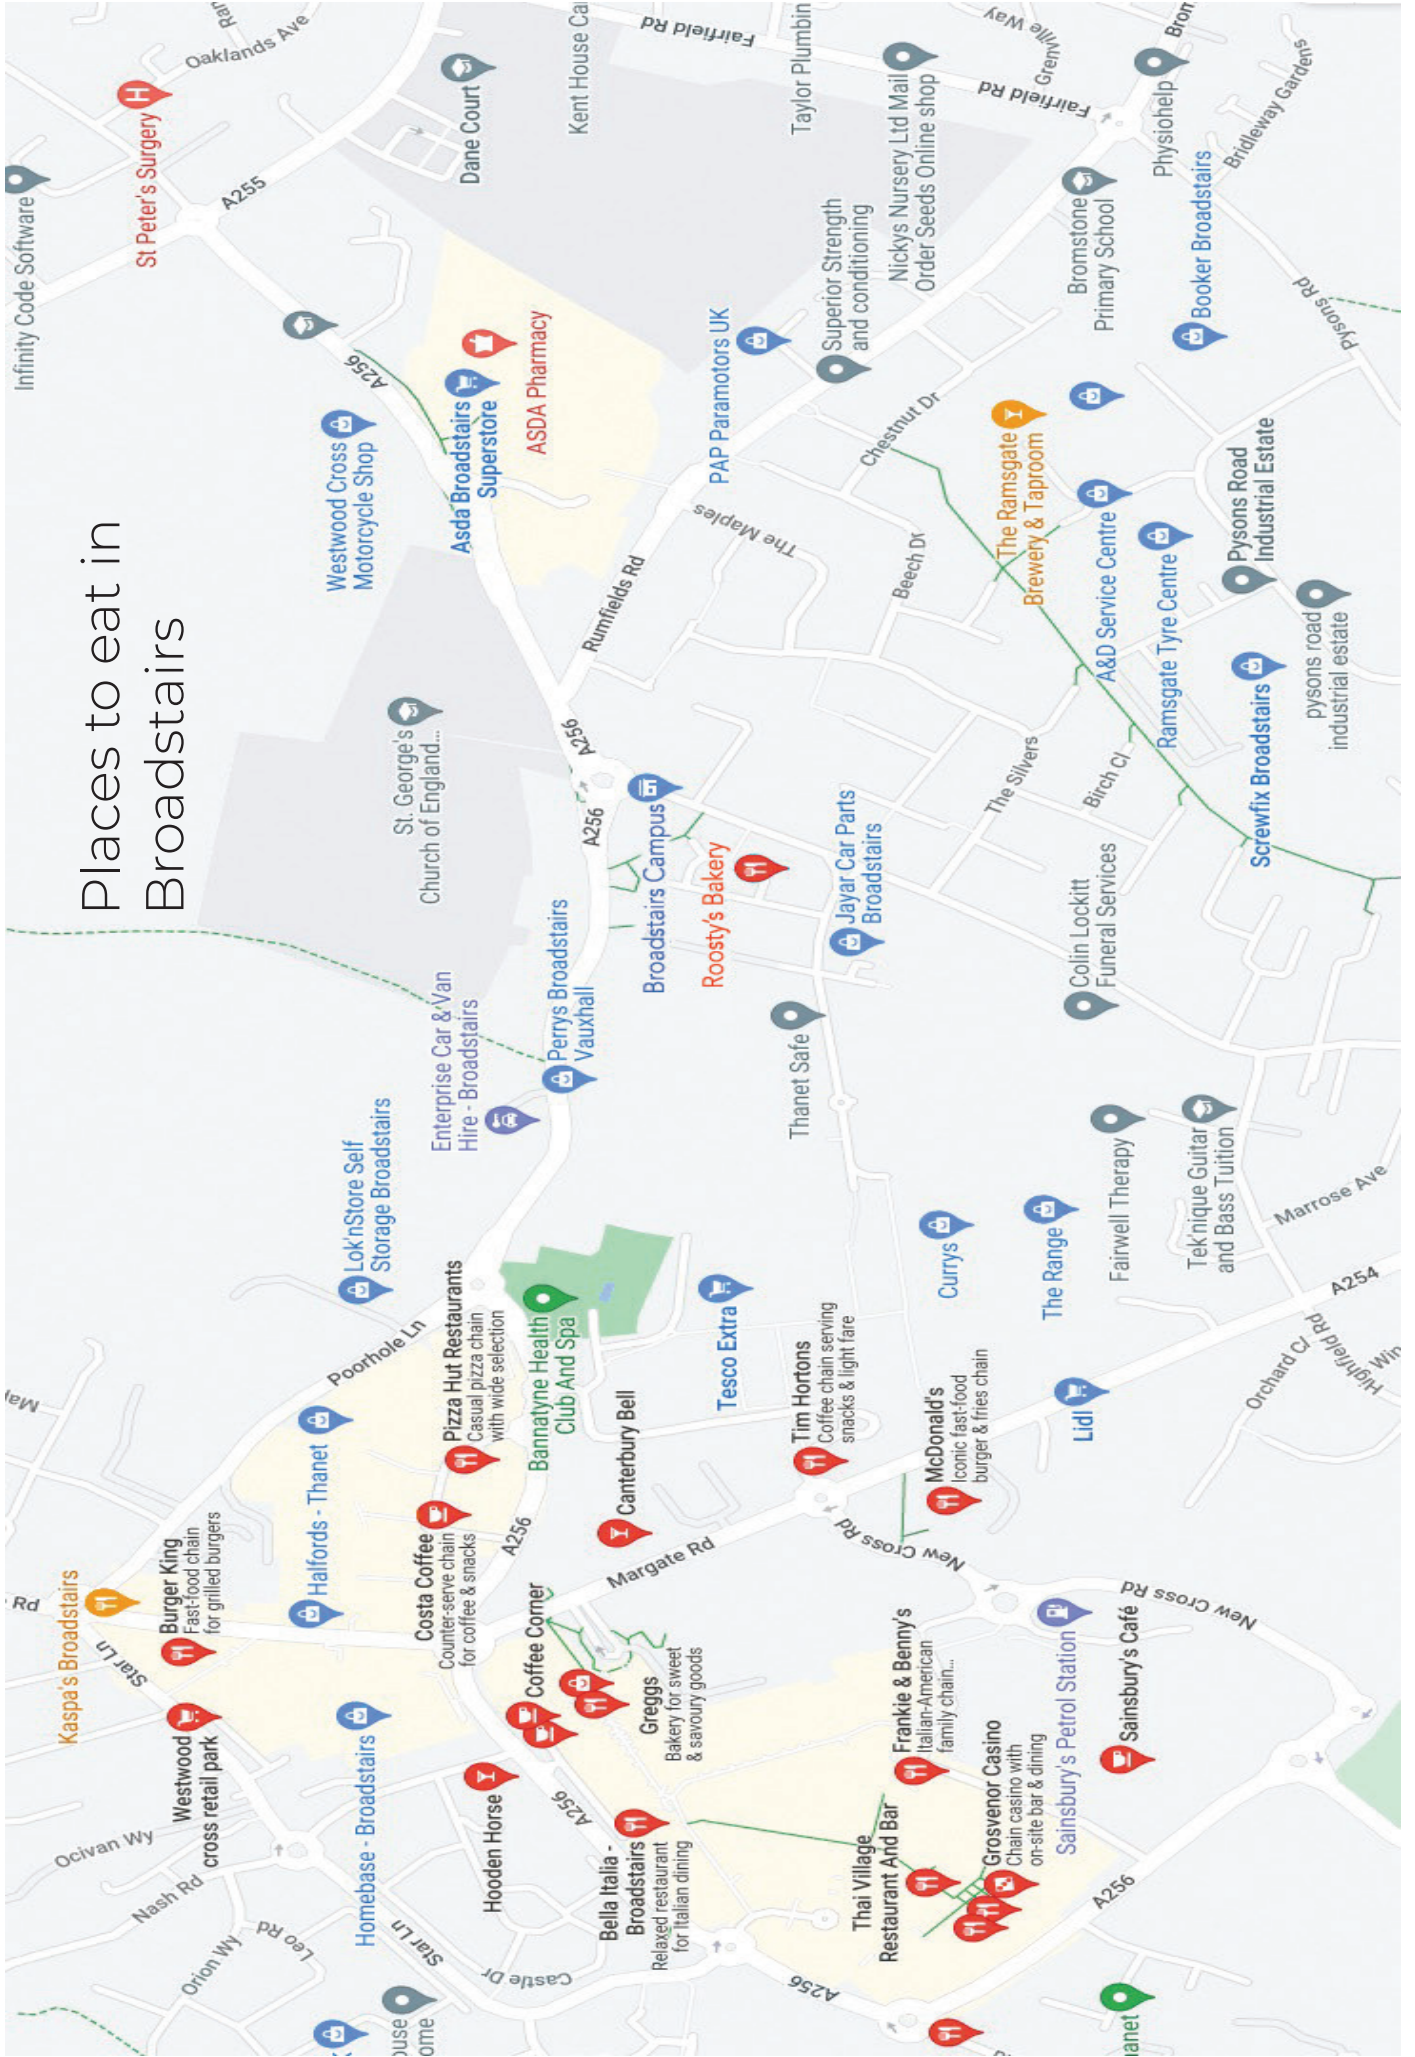 Places to eat in
Broadstairs
Kaspa's Broadstairs
Rd
Star Ln
Burger King
Fast-food chain
for grilled burgers
Westwood
cross retail park
Ocivan Wy
Nash Rd
Orion Wy
Leo Rd
Homebase - Broadstairs
Star Ln
Castle Dr
Halfords - Thanet
Poorhole Ln
Lok'nStore Self
Storage Broadstairs
Enterprise Car & Van
Hire - Broadstairs
Perrys Broadstairs
Vauxhall
St. George's
Church of England...
Westwood Cross
Motorcycle Shop
Asda Broadstairs
Superstore
ASDA Pharmacy
A256
A255
St Peter's Surgery
Infinity Code Software
Oaklands Ave
Dane Court
Kent House Ca
Fairfield Rd
Taylor Plumbin
Nickys Nursery Ltd Mail
Order Seeds Online shop
Fairfield Rd
Grenville Way
Physiohelp
Bridleway Gardens
Bromstone
Primary School
Booker Broadstairs
Pysons Rd
Pysons Rd
Superior Strength
and conditioning
PAP Paramotors UK
Chestnut Dr
The Maples
Beech Dr
Rumfields Rd
A256
A256
Broadstairs Campus
Roosty's Bakery
Jayar Car Parts
Broadstairs
Thanet Safe
The Ramsgate
Brewery & Taproom
A&D Service Centre
Ramsgate Tyre Centre
Pysons Road
Industrial Estate
pysons road
industrial estate
Screwfix Broadstairs
The Silvers
Birch Cl
Colin Lockitt
Funeral Services
Fairwell Therapy
Tek'nique Guitar
and Bass Tuition
Marrose Ave
A254
Highfield Rd
Orchard Cl
Win
Currys
The Range
Lidl
Tesco Extra
Tim Hortons
Coffee chain serving
snacks & light fare
McDonald's
Iconic fast-food
burger & fries chain
Bannatyne Health
Club And Spa
Pizza Hut Restaurants
Casual pizza chain
with wide selection
Costa Coffee
Counter-serve chain
for coffee & snacks
A256
Canterbury Bell
Margate Rd
New Cross Rd
New Cross Rd
Coffee Corner
Greggs
Bakery for sweet
& savoury goods
Hooden Horse
A256
Bella Italia -
Broadstairs
Relaxed restaurant
for Italian dining
Frankie & Benny's
Italian-American
family chain...
Thai Village
Restaurant And Bar
Grosvenor Casino
Chain casino with
on-site bar & dining
Sainsbury's Petrol Station
Sainsbury's Café
A256
A256